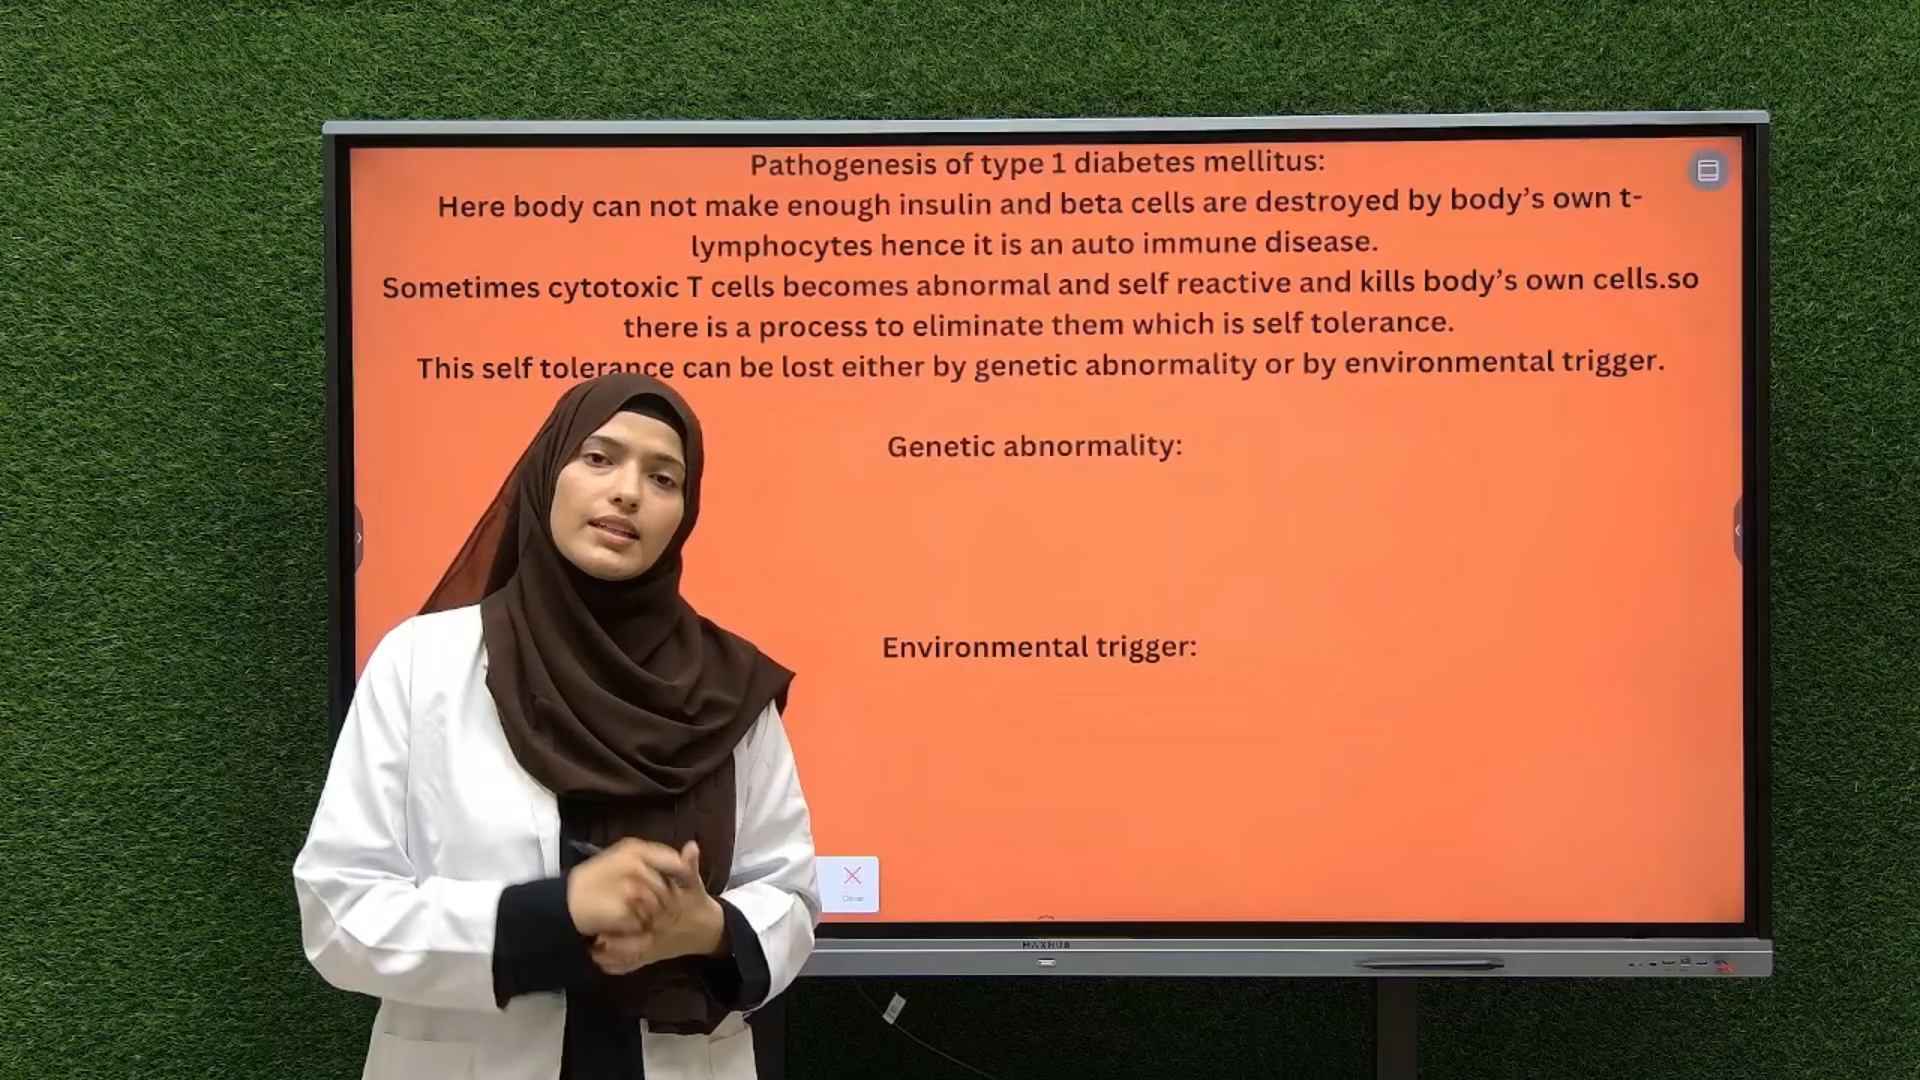 Pathogenesis of type 1 diabetes mellitus:
Here body can not make enough insulin and beta cells are destroyed by body's own t-
lymphocytes hence it is an auto immune disease.
Sometimes cytotoxic T cells becomes abnormal and self reactive and kills body's own cells.so
there is a process to eliminate them which is self tolerance.
This self tolerance can be lost either by genetic abnormality or by environmental trigger.
Genetic abnormality:
Environmental trigger:
MAXHUB